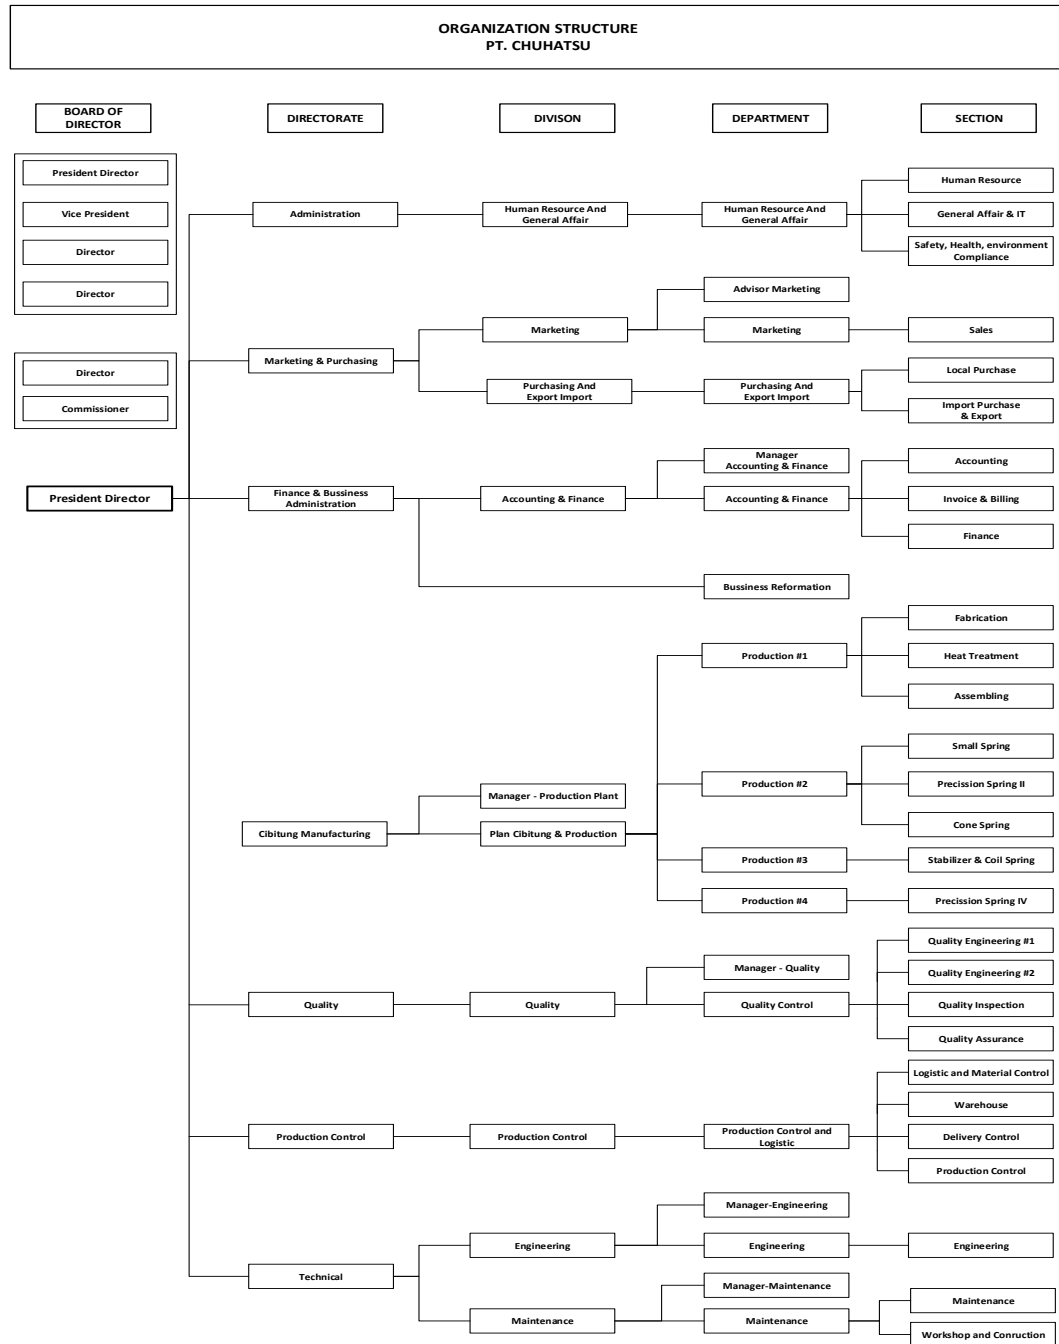 ORGANIZATION STRUCTURE
PT. CHUHATSU
BOARD OF
DIRECTOR
DIRECTORATE
DIVISON
DEPARTMENT
SECTION
President Director
Vice President
Director
Director
Director
Commissioner
President Director
Administration
Human Resource And
General Affair
Human Resource And
General Affair
Human Resource
General Affair & IT
Safety, Health, environment
Compliance
Marketing & Purchasing
Marketing
Advisor Marketing
Marketing
Sales
Purchasing And
Export Import
Purchasing And
Export Import
Local Purchase
Import Purchase
& Export
Finance & Bussiness
Administration
Accounting & Finance
Manager
Accounting & Finance
Accounting & Finance
Accounting
Invoice & Billing
Finance
Bussiness Reformation
Cibitung Manufacturing
Manager - Production Plant
Plan Cibitung & Production
Production #1
Fabrication
Heat Treatment
Assembling
Production #2
Small Spring
Precission Spring II
Cone Spring
Production #3
Stabilizer & Coil Spring
Production #4
Precission Spring IV
Quality
Quality
Manager - Quality
Quality Control
Quality Engineering #1
Quality Engineering #2
Quality Inspection
Quality Assurance
Production Control
Production Control
Production Control and
Logistic
Logistic and Material Control
Warehouse
Delivery Control
Production Control
Technical
Engineering
Manager-Engineering
Engineering
Engineering
Maintenance
Manager-Maintenance
Maintenance
Maintenance
Workshop and Conruction